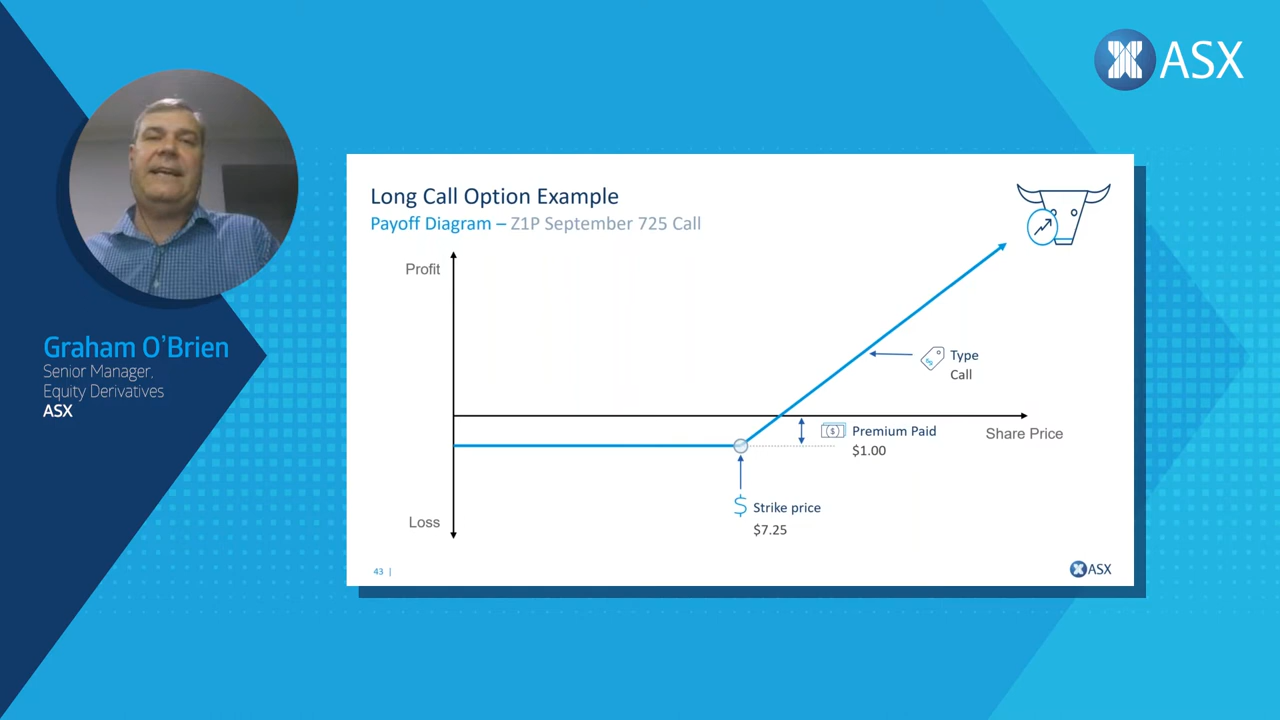 ASX
Long Call Option Example
Payoff Diagram – Z1P September 725 Call
Profit
Type
Call
Share Price
Premium Paid
$1.00
Strike price
$7.25
Loss
43 |
ASX
Graham O'Brien
Senior Manager,
Equity Derivatives
ASX